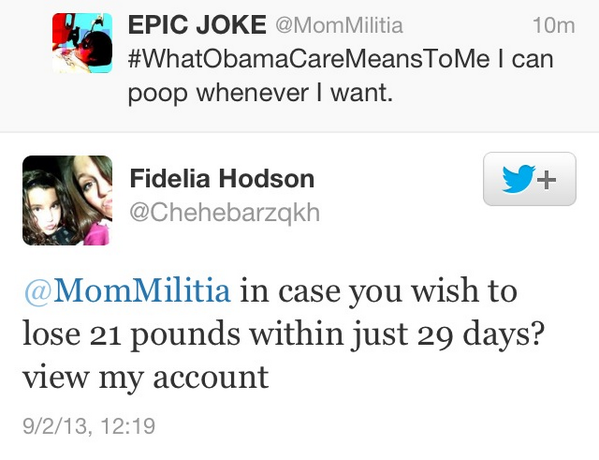 EPIC JOKE @MomMilitia 10m
#WhatObamaCareMeansToMe I can
poop whenever I want.
Fidelia Hodson
@Chehebarzqkh
@MomMilitia in case you wish to
lose 21 pounds within just 29 days?
view my account
9/2/13, 12:19